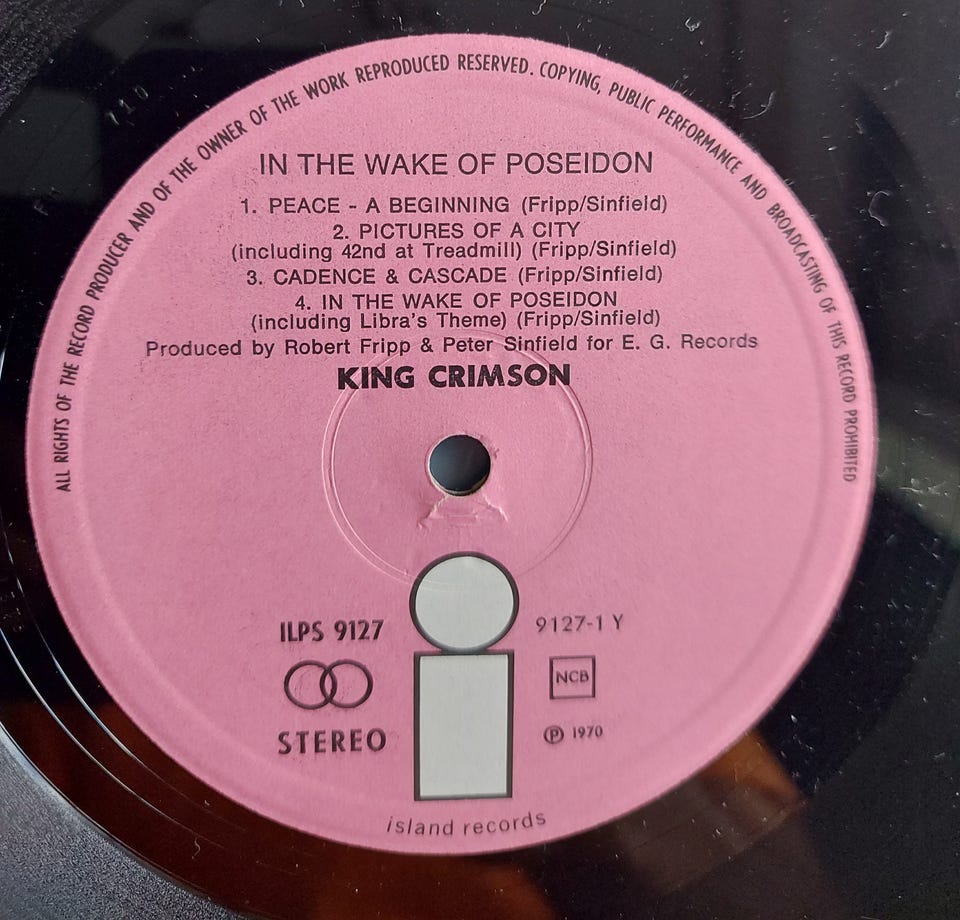 ALL RIGHTS OF THE RECORD PRODUCER AND OF THE OWNER OF THE WORK REPRODUCED RESERVED. COPYING, PUBLIC PERFORMANCE AND BROADCASTING OF THIS RECORD PROHIBITED
IN THE WAKE OF POSEIDON
1. PEACE - A BEGINNING (Fripp/Sinfield)
2. PICTURES OF A CITY
(including 42nd at Treadmill) (Fripp/Sinfield)
3. CADENCE & CASCADE (Fripp/Sinfield)
4. IN THE WAKE OF POSEIDON
(including Libra's Theme) (Fripp/Sinfield)
Produced by Robert Fripp & Peter Sinfield for E. G. Records
KING CRIMSON
ILPS 9127
9127-1 Y
NCB
STEREO
℗ 1970
island records